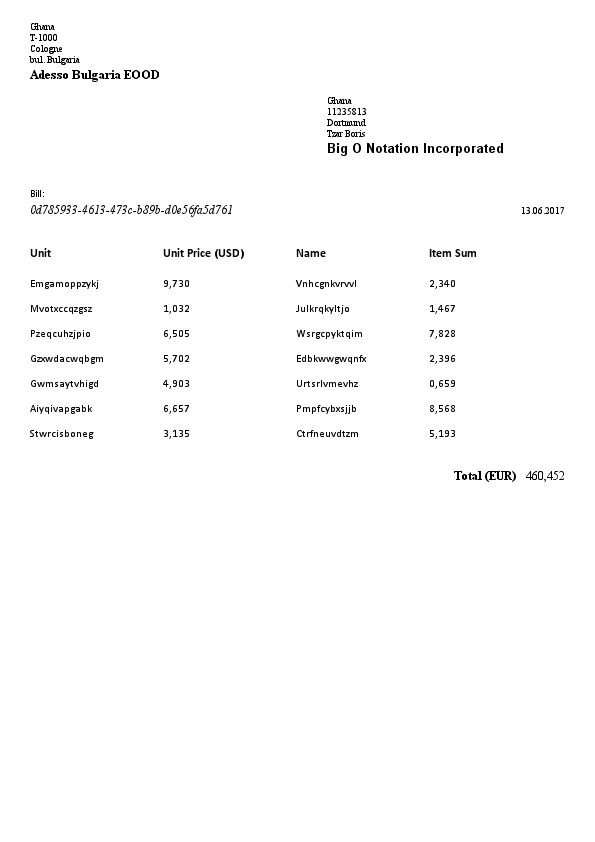 Ghana
T-1000
Cologne
bul. Bulgaria
Adesso Bulgaria EOOD
Ghana
11235813
Dortmund
Tzar Boris
Big O Notation Incorporated
Bill:
0d785933-4613-473c-b89b-d0e56fa5d761 13.06.2017
Unit Unit Price (USD) Name Item Sum
Emgamoppzykj 9,730 Vnhcgnkvrvvl 2,340
Mvotxccqzgsz 1,032 Julkrqkyltjo 1,467
Pzeqcuhzjpio 6,505 Wsrgcpyktqim 7,828
Gzxwdacwqbgm 5,702 Edbkwwgwqnfx 2,396
Gwmsaytvhigd 4,903 Urtsrlvmevhz 0,659
Aiyqivapgabk 6,657 Pmpfcybxsjjb 8,568
Stwrcisboneg 3,135 Ctrfneuvdtzm 5,193
Total (EUR) 460,452